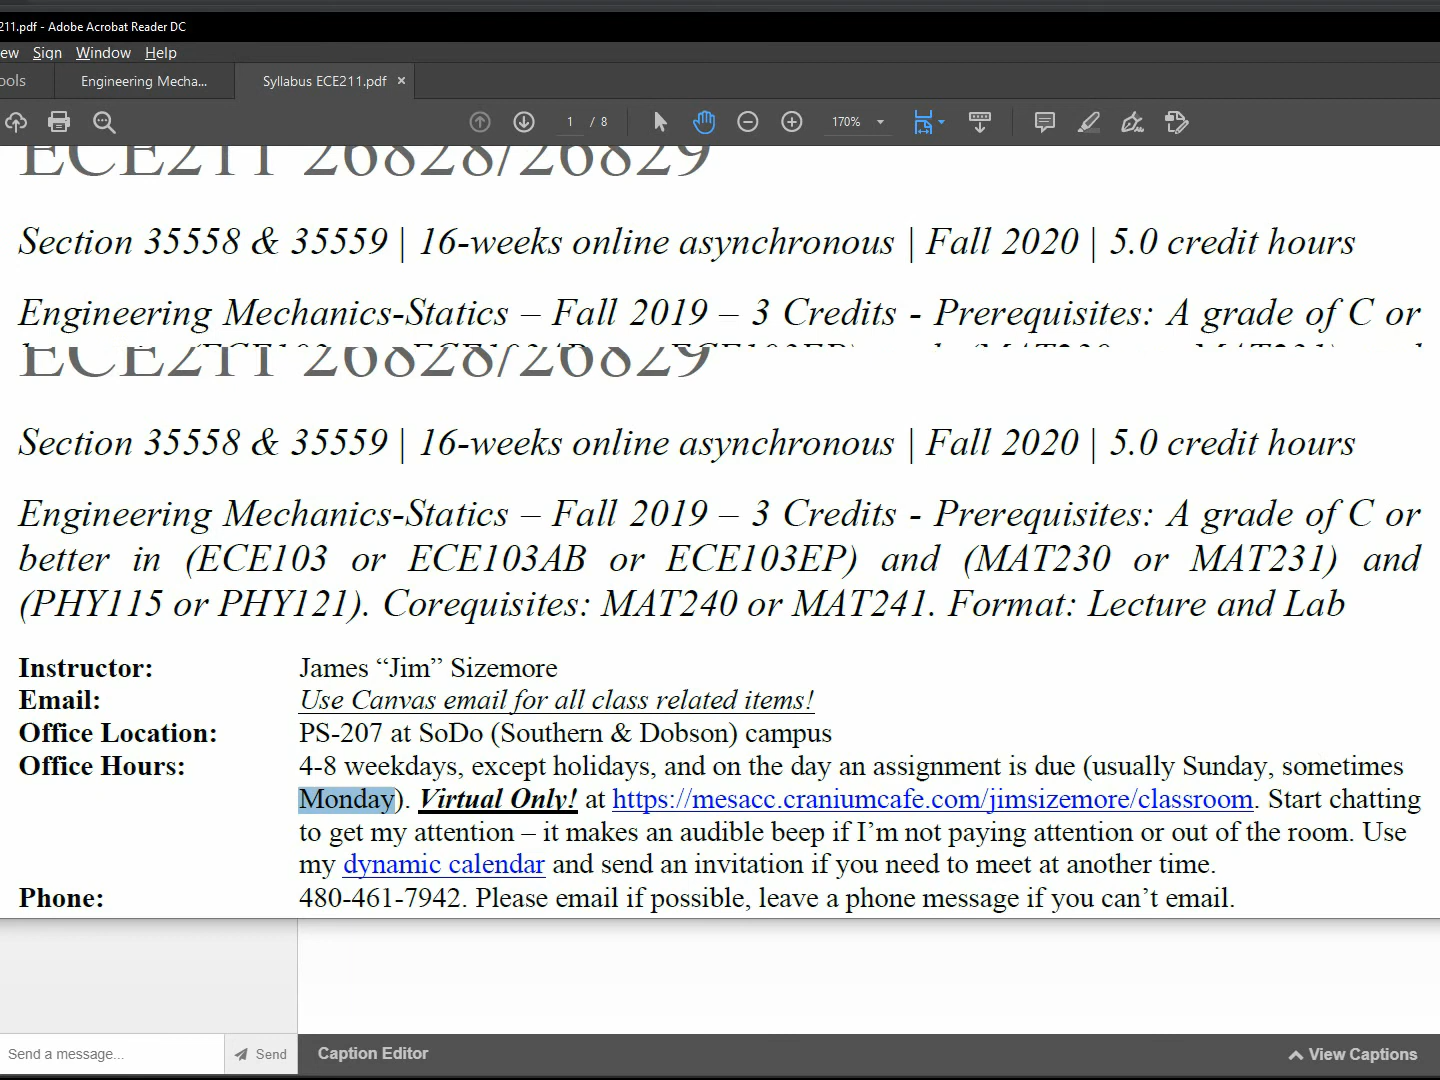 211.pdf - Adobe Acrobat Reader DC
ew Sign Window Help
ools Engineering Mecha... Syllabus ECE211.pdf ×
1 / 8 170%
ECE211 26828/26829
Section 35558 & 35559 | 16-weeks online asynchronous | Fall 2020 | 5.0 credit hours
Engineering Mechanics-Statics – Fall 2019 – 3 Credits - Prerequisites: A grade of C or
ECE211 26828/26829
Section 35558 & 35559 | 16-weeks online asynchronous | Fall 2020 | 5.0 credit hours
Engineering Mechanics-Statics – Fall 2019 – 3 Credits - Prerequisites: A grade of C or
better in (ECE103 or ECE103AB or ECE103EP) and (MAT230 or MAT231) and
(PHY115 or PHY121). Corequisites: MAT240 or MAT241. Format: Lecture and Lab
Instructor: James “Jim” Sizemore
Email: Use Canvas email for all class related items!
Office Location: PS-207 at SoDo (Southern & Dobson) campus
Office Hours: 4-8 weekdays, except holidays, and on the day an assignment is due (usually Sunday, sometimes
Monday). Virtual Only! at https://mesacc.craniumcafe.com/jimsizemore/classroom. Start chatting
to get my attention – it makes an audible beep if I’m not paying attention or out of the room. Use
my dynamic calendar and send an invitation if you need to meet at another time.
Phone: 480-461-7942. Please email if possible, leave a phone message if you can’t email.
Send a message... Send Caption Editor View Captions